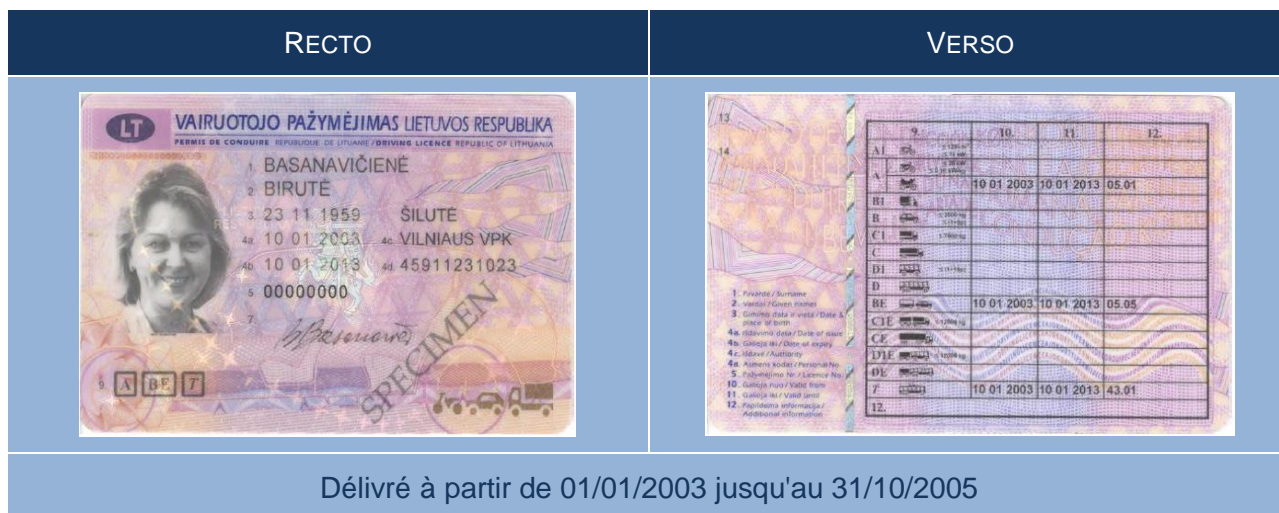 RECTO
VERSO
LT
VAIRUOTOJO PAŽYMĖJIMAS LIETUVOS RESPUBLIKA
PERMIS DE CONDUIRE REPUBLIQUE DE LITUANIE / DRIVING LICENCE REPUBLIC OF LITHUANIA
1. BASANAVIČIENĖ
2. BIRUTĖ
3. 23 11 1959 ŠILUTĖ
4a. 10 01 2003 4c. VILNIAUS VPK
4b. 10 01 2013 4d. 45911231023
5. 00000000
7.
SPECIMEN
9. A BE T
13
14
1. Pavardė / Surname
2. Vardai / Given names
3. Gimimo data ir vieta / Date &
place of birth
4a. Išdavimo data / Date of issue
4b. Galioja iki / Date of expiry
4c. Išdavė / Authority
4d. Asmens kodas / Personal No.
5. Pažymėjimo Nr. / Licence No.
10. Galioja nuo / Valid from
11. Galioja iki / Valid until
12. Papildoma informacija /
Additional information
9. 10. 11. 12.
A1
A
10 01 2003 10 01 2013 05.01
B1
B
C1
C
D1
D
BE 10 01 2003 10 01 2013 05.05
C1E
CE
D1E
DE
T 10 01 2003 10 01 2013 43.01
12.
Délivré à partir de 01/01/2003 jusqu'au 31/10/2005